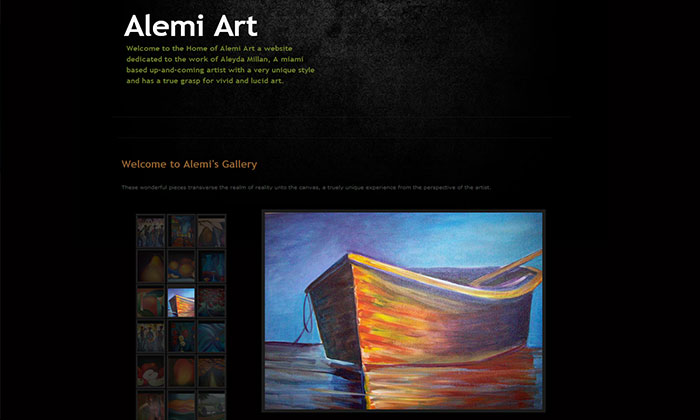 Alemi Art
Welcome to the Home of Alemi Art a website
dedicated to the work of Aleyda Millan, A miami
based up-and-coming artist with a very unique style
and has a true grasp for vivid and lucid art.
Welcome to Alemi's Gallery
These wonderful pieces transverse the realm of reality unto the canvas, a truely unique experience from the perspective of the artist.